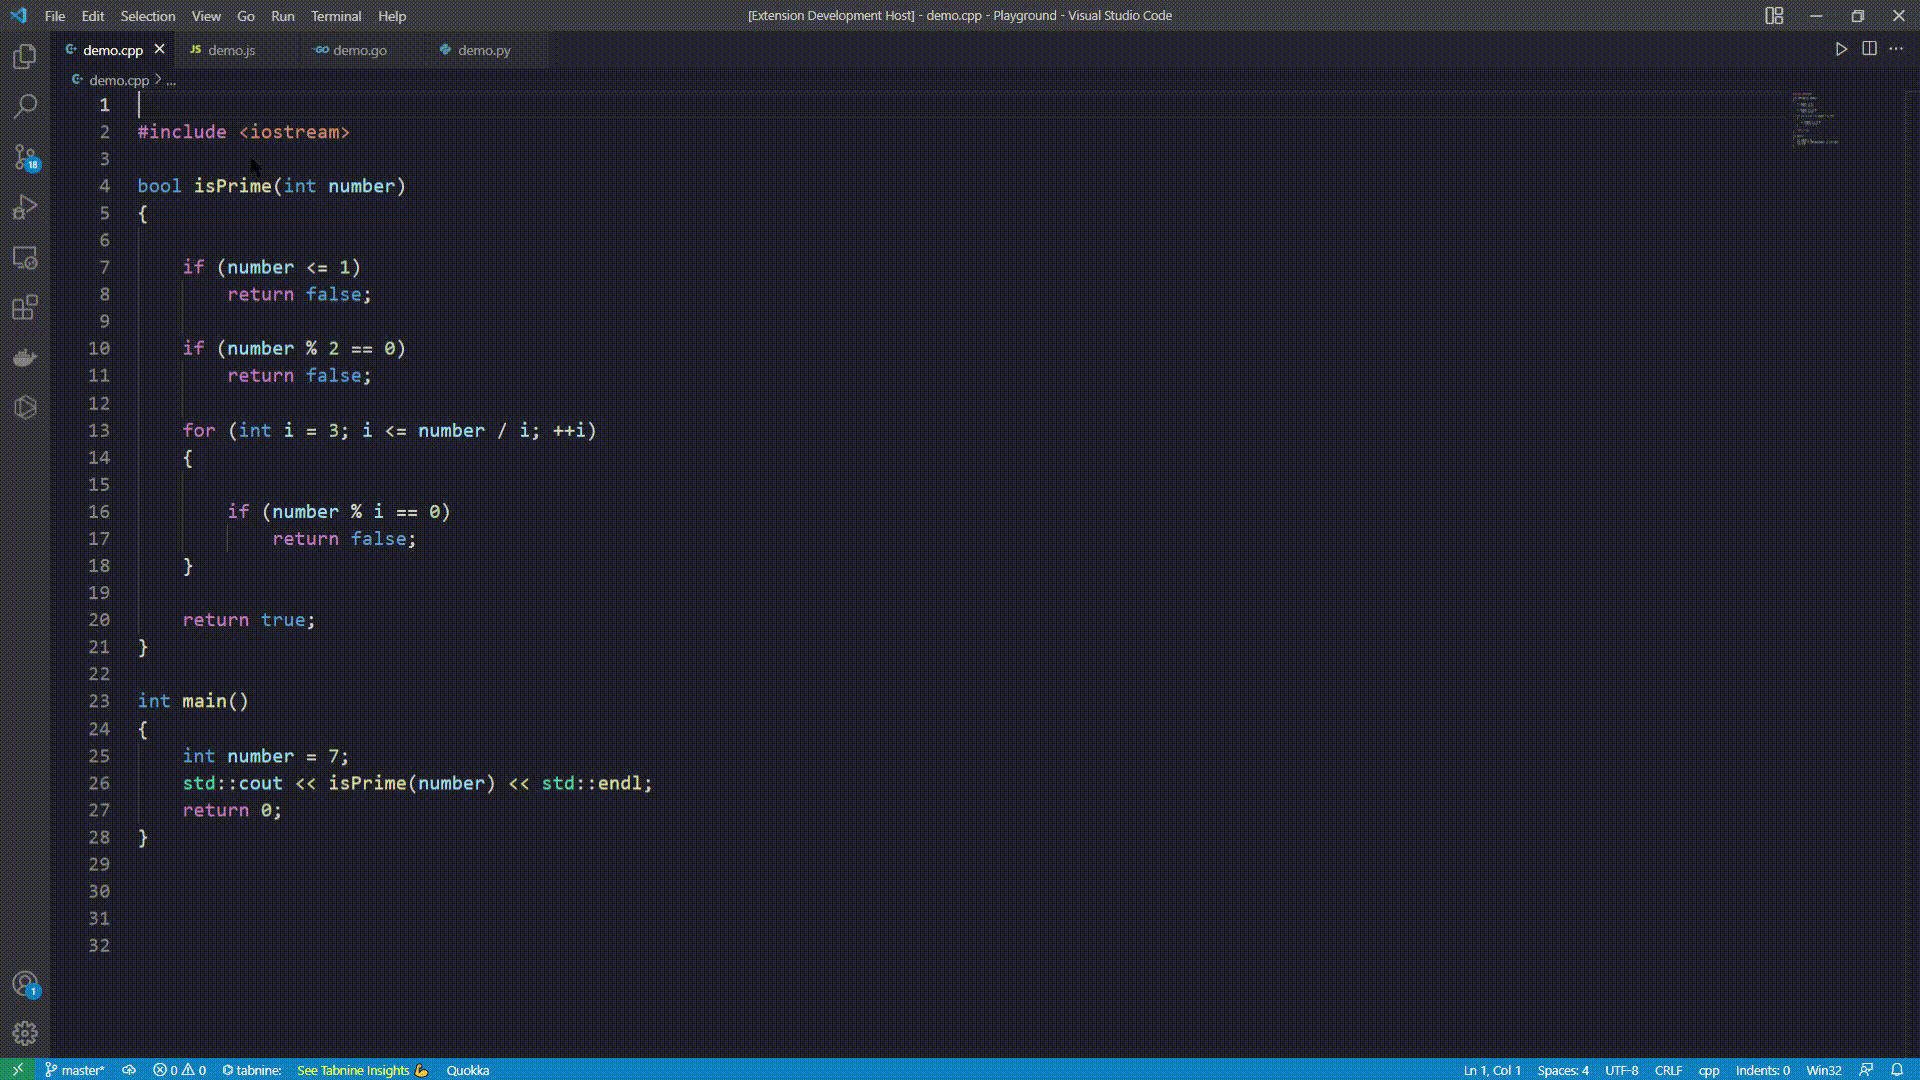 File Edit Selection View Go Run Terminal Help
[Extension Development Host] - demo.cpp - Playground - Visual Studio Code
demo.cpp
JS demo.js
demo.go
demo.py
demo.cpp > ...
1
2 #include <iostream>
3
4 bool isPrime(int number)
5 {
6
7     if (number <= 1)
8         return false;
9
10     if (number % 2 == 0)
11         return false;
12
13     for (int i = 3; i <= number / i; ++i)
14     {
15
16         if (number % i == 0)
17             return false;
18     }
19
20     return true;
21 }
22
23 int main()
24 {
25     int number = 7;
26     std::cout << isPrime(number) << std::endl;
27     return 0;
28 }
29
30
31
32
18
1
master* 0 0 tabnine: See Tabnine Insights 💪 Quokka Ln 1, Col 1 Spaces: 4 UTF-8 CRLF cpp Indents: 0 Win32